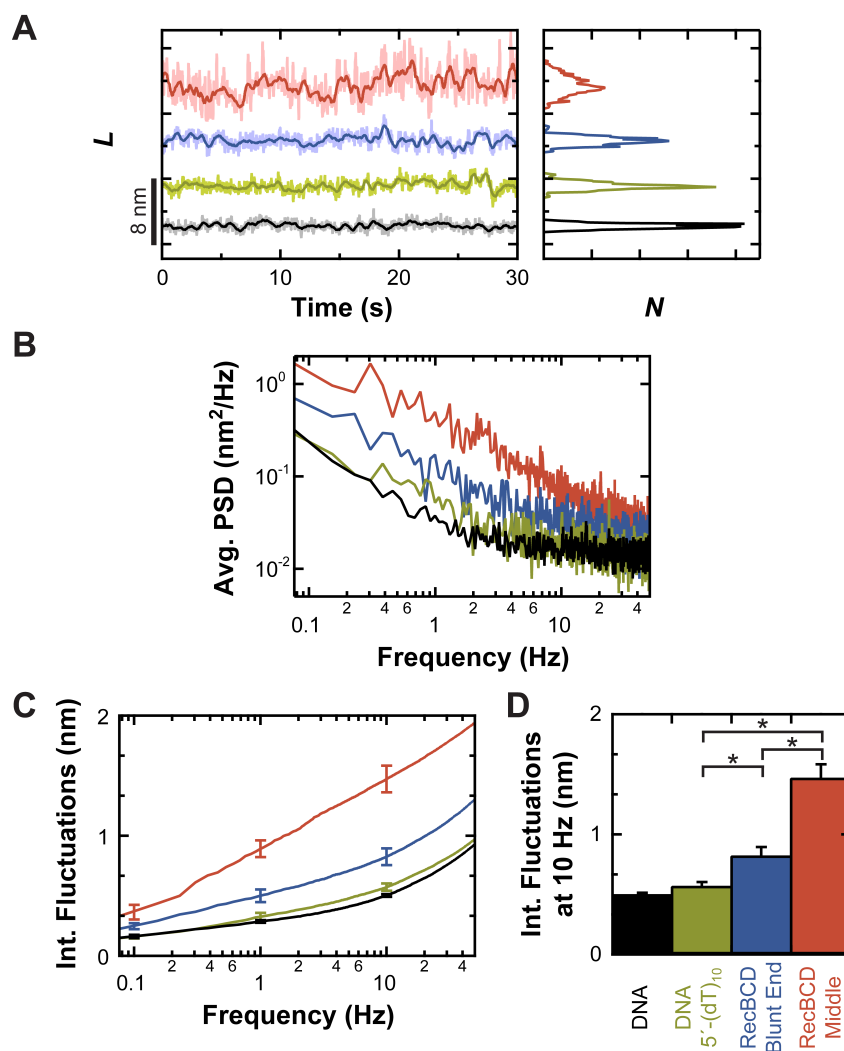 A
L
8 nm
0 10 20 30
Time (s)
N
B
Avg. PSD (nm²/Hz)
10⁰
10⁻¹
10⁻²
2 4 6 2 4 6 2 4
0.1 1 10
Frequency (Hz)
C
Int. Fluctuations (nm)
2
1
0
2 4 6 2 4 6 2 4
0.1 1 10
Frequency (Hz)
D
Int. Fluctuations
at 10 Hz (nm)
2
1
0
*
* *
DNA
DNA
5´-(dT)₁₀
RecBCD
Blunt End
RecBCD
Middle